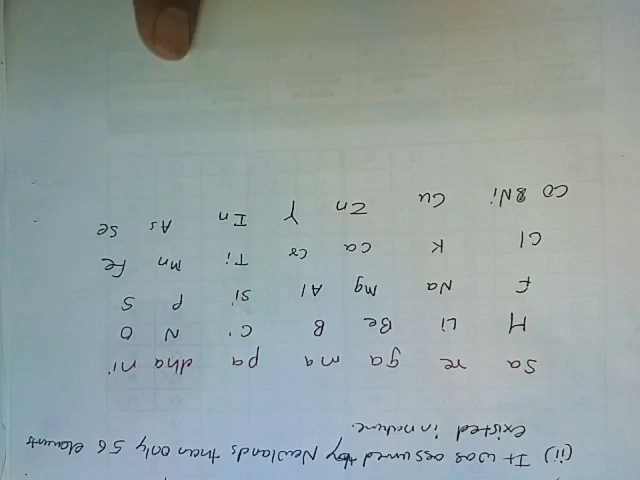 (ii) It was assumed by Newlands than only 56 elements
existed in nature.
Sa re ga ma pa dha ni
H Li Be B C N O
F Na Mg Al Si P S
Cl K Ca Cr Ti Mn Fe
CO &Ni Cu Zn Y In As Se